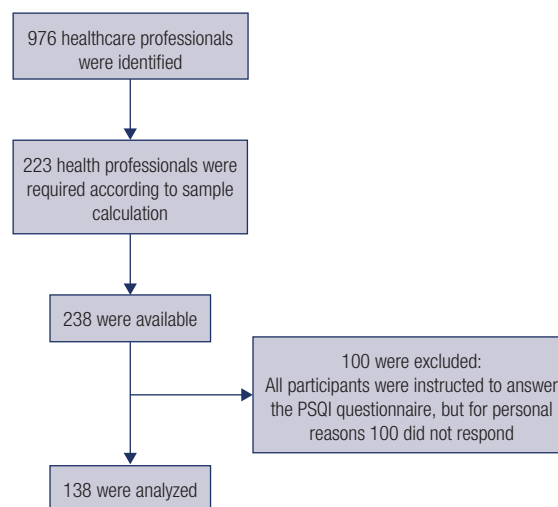 976 healthcare professionals
were identified
223 health professionals were
required according to sample
calculation
238 were available
100 were excluded:
All participants were instructed to answer
the PSQI questionnaire, but for personal
reasons 100 did not respond
138 were analyzed